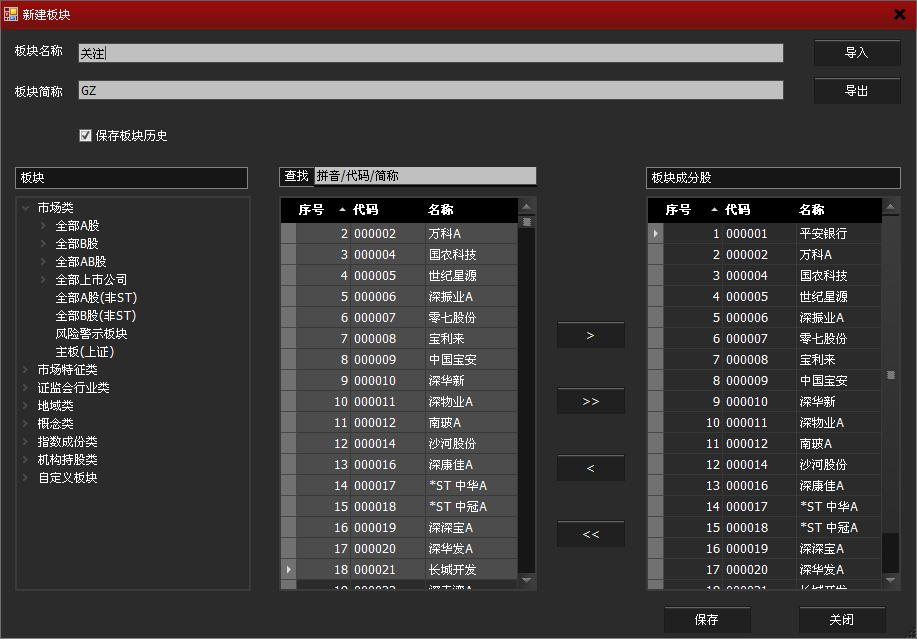 新建板块
板块名称 关注 导入
板块简称 GZ 导出
保存板块历史
板块
市场类
全部A股
全部B股
全部AB股
全部上市公司
全部A股(非ST)
全部B股(非ST)
风险警示板块
主板(上证)
市场特征类
证监会行业类
地域类
概念类
指数成份类
机构持股类
自定义板块
查找 拼音/代码/简称
序号 代码 名称
2 000002 万科A
3 000004 国农科技
4 000005 世纪星源
5 000006 深振业A
6 000007 零七股份
7 000008 宝利来
8 000009 中国宝安
9 000010 深华新
10 000011 深物业A
11 000012 南玻A
12 000014 沙河股份
13 000016 深康佳A
14 000017 *ST 中华A
15 000018 *ST 中冠A
16 000019 深深宝A
17 000020 深华发A
18 000021 长城开发
>
>>
<
<<
板块成分股
序号 代码 名称
1 000001 平安银行
2 000002 万科A
3 000004 国农科技
4 000005 世纪星源
5 000006 深振业A
6 000007 零七股份
7 000008 宝利来
8 000009 中国宝安
9 000010 深华新
10 000011 深物业A
11 000012 南玻A
12 000014 沙河股份
13 000016 深康佳A
14 000017 *ST 中华A
15 000018 *ST 中冠A
16 000019 深深宝A
17 000020 深华发A
保存 关闭